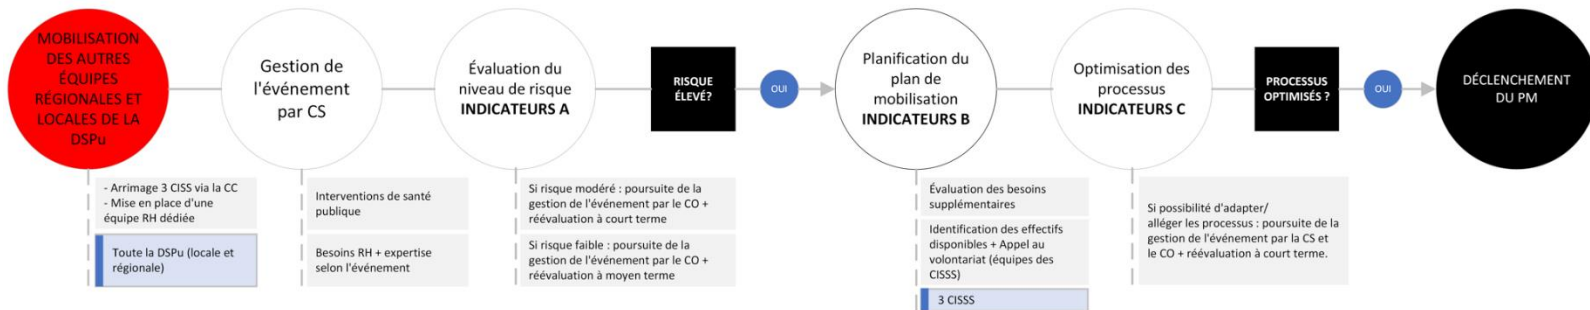 MOBILISATION
DES AUTRES
ÉQUIPES
RÉGIONALES ET
LOCALES DE LA
DSPu
Gestion de
l'événement
par CS
Évaluation du
niveau de risque
INDICATEURS A
RISQUE
ÉLEVÉ?
OUI
Planification du
plan de
mobilisation
INDICATEURS B
Optimisation des
processus
INDICATEURS C
PROCESSUS
OPTIMISÉS ?
OUI
DÉCLENCHEMENT
DU PM
- Arrimage 3 CISS via la CC
- Mise en place d'une
équipe RH dédiée
Toute la DSPu (locale et
régionale)
Interventions de santé
publique
Besoins RH + expertise
selon l'événement
Si risque modéré : poursuite de la
gestion de l'événement par le CO +
réévaluation à court terme
Si risque faible : poursuite de la
gestion de l'événement par le CO +
réévaluation à moyen terme
Évaluation des besoins
supplémentaires
Identification des effectifs
disponibles + Appel au
volontariat (équipes des
CISSS)
3 CISSS
Si possibilité d'adapter/
alléger les processus : poursuite de la
gestion de l'événement par la CS et
le CO + réévaluation à court terme.